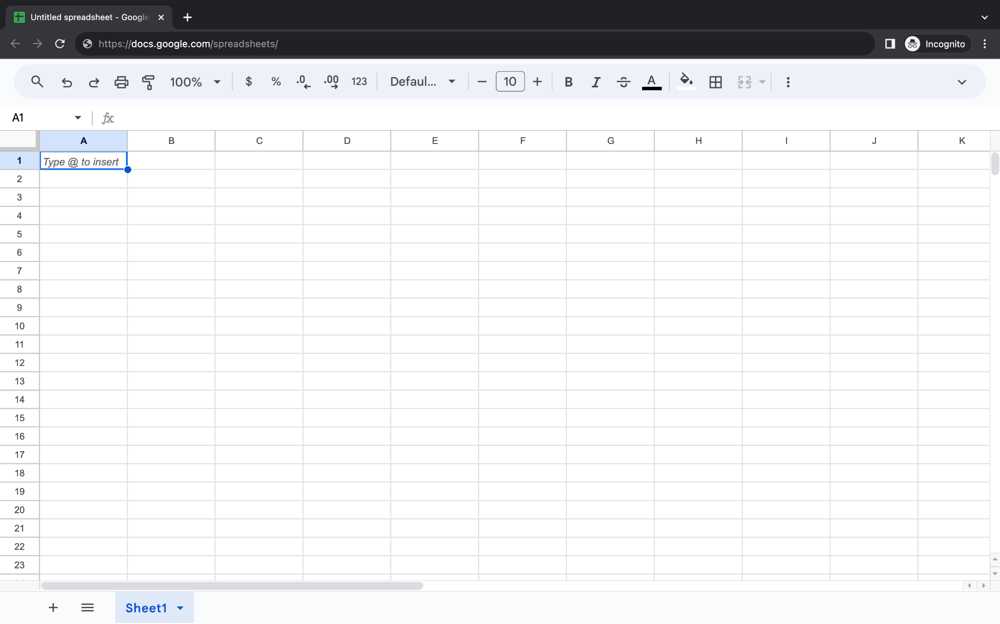 Untitled spreadsheet - Google
https://docs.google.com/spreadsheets/
Incognito
100%
$ % .0 .00 123
Defaul...
10
B I A
A1
fx
A B C D E F G H I J K
1 Type @ to insert
2
3
4
5
6
7
8
9
10
11
12
13
14
15
16
17
18
19
20
21
22
23
Sheet1